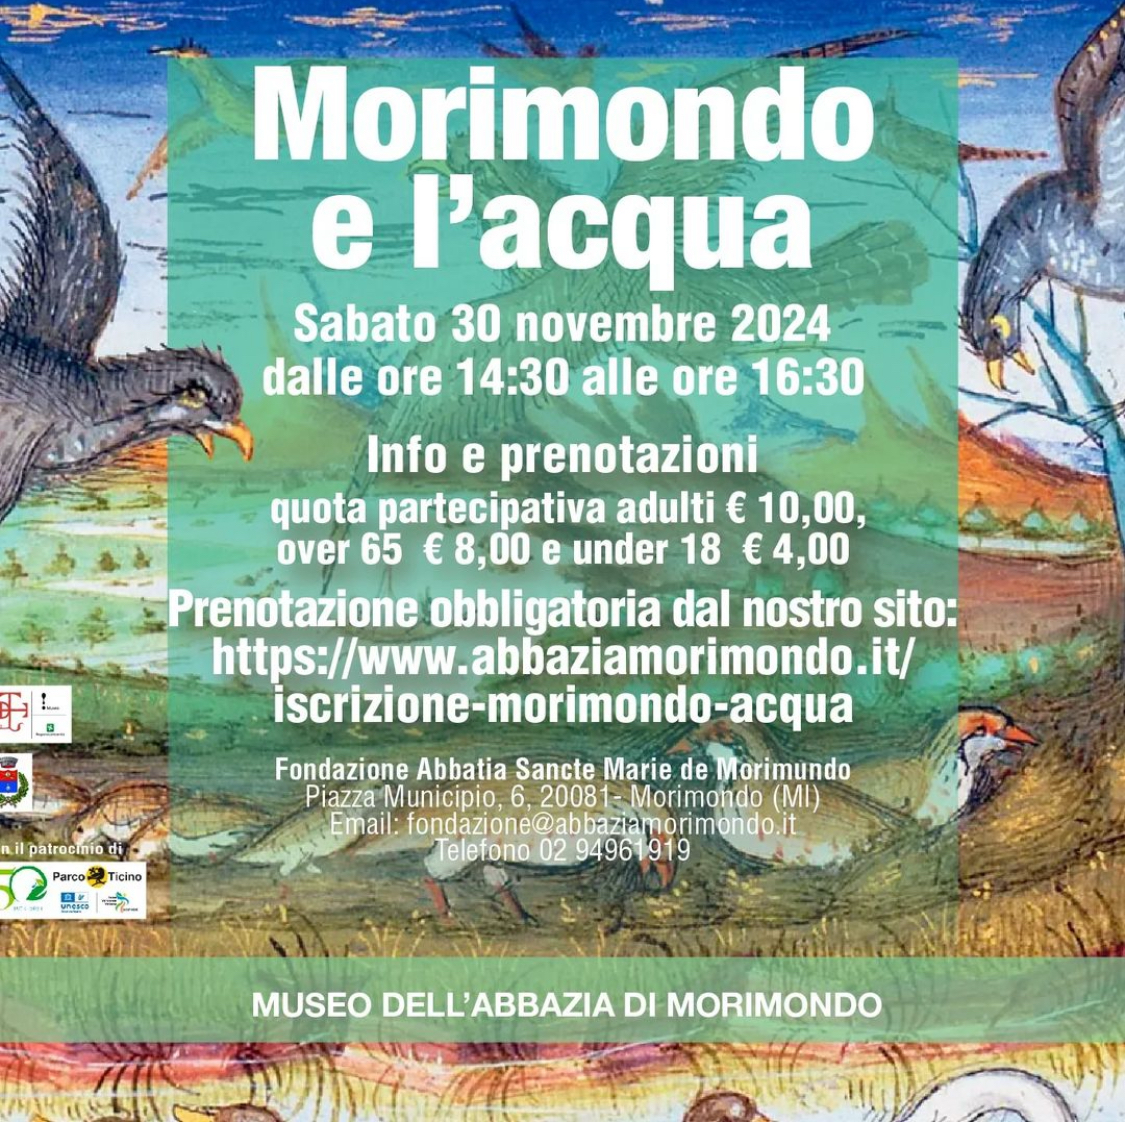 Morimondo
e l'acqua
Sabato 30 novembre 2024
dalle ore 14:30 alle ore 16:30
Info e prenotazioni
quota partecipativa adulti € 10,00,
over 65 € 8,00 e under 18 € 4,00
Prenotazione obbligatoria dal nostro sito:
https://www.abbaziamorimondo.it/
iscrizione-morimondo-acqua
Fondazione Abbatia Sancte Marie de Morimundo
Piazza Municipio, 6, 20081- Morimondo (MI)
Email: fondazione@abbaziamorimondo.it
Telefono 02 94961919
n il patrocinio di
50
Parco Ticino
unesco
MUSEO DELL'ABBAZIA DI MORIMONDO